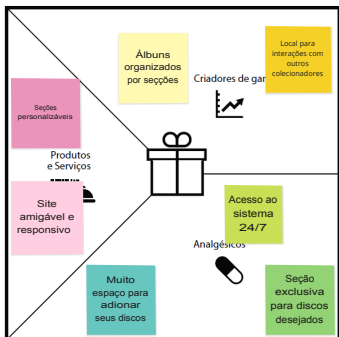 Álbuns
organizados
por secções
Local para
interações com
outros
colecionadores
Criadores de gan
Seções
personalizáveis
Produtos
e Serviços
Site
amigável e
responsivo
Acesso ao
sistema
24/7
Analgésicos
Muito
espaço para
adionar
seus discos
Seção
exclusiva
para discos
desejados